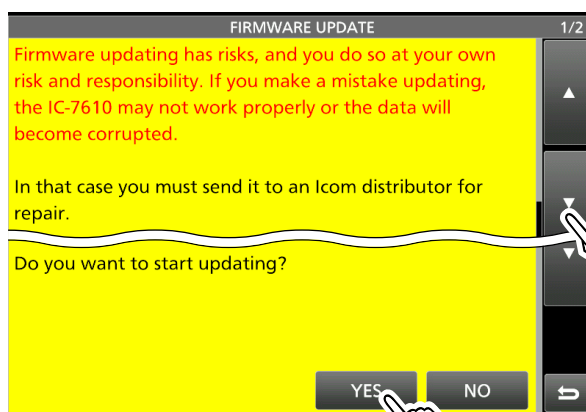 FIRMWARE UPDATE 1/2
Firmware updating has risks, and you do so at your own
risk and responsibility. If you make a mistake updating,
the IC-7610 may not work properly or the data will
become corrupted.
In that case you must send it to an Icom distributor for
repair.
Do you want to start updating?
YES NO